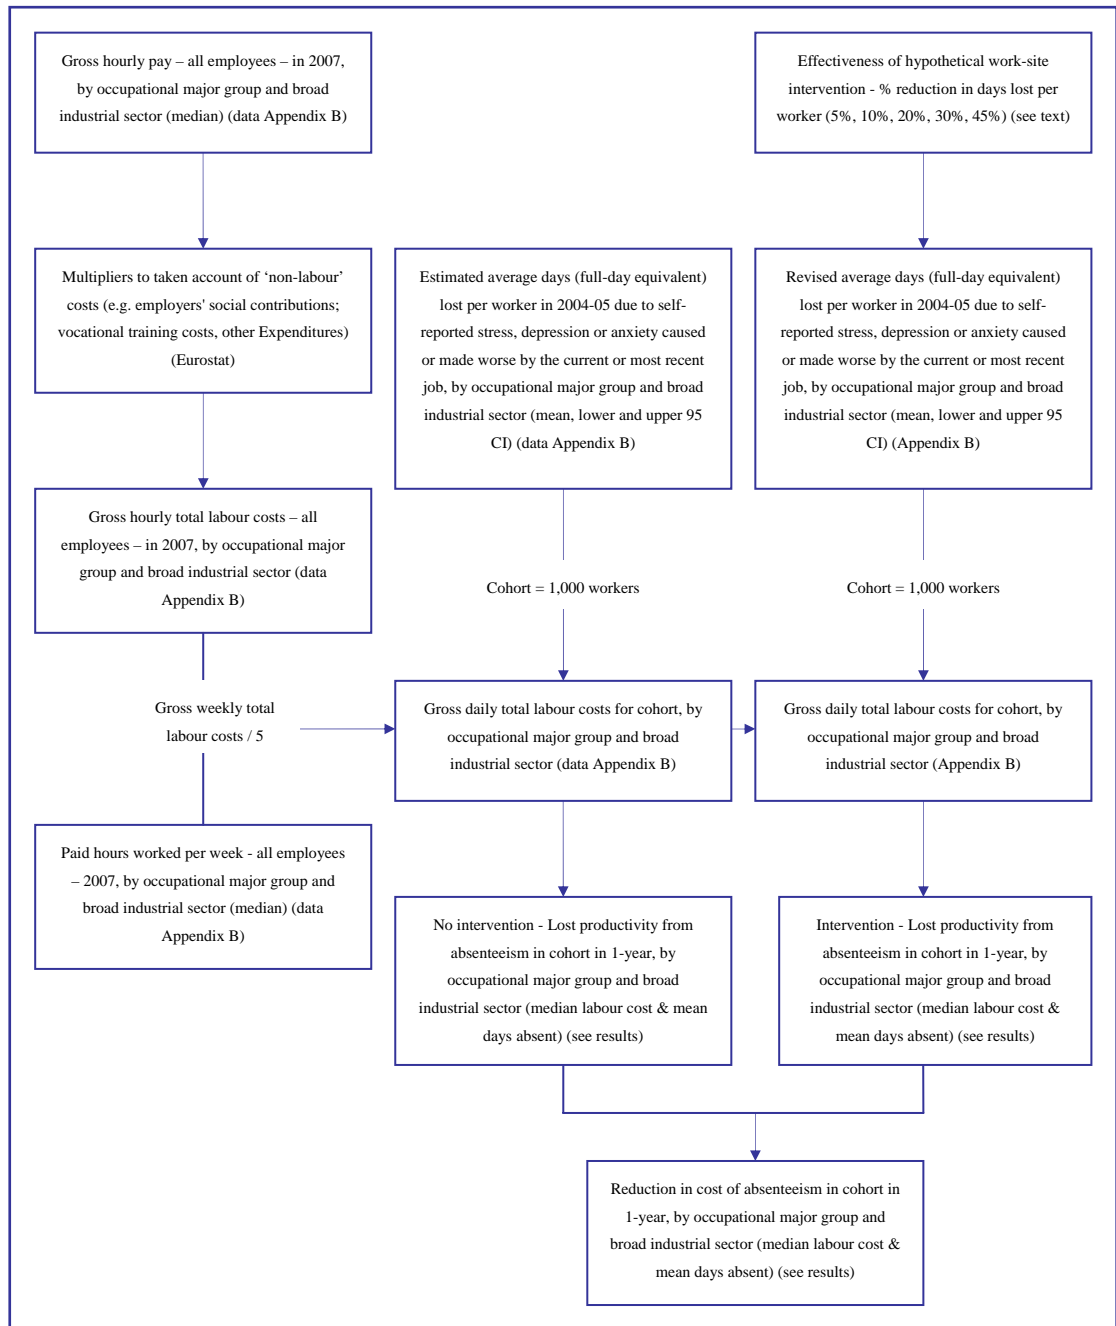 Gross hourly pay – all employees – in 2007,
by occupational major group and broad
industrial sector (median) (data Appendix B)
Effectiveness of hypothetical work-site
intervention - % reduction in days lost per
worker (5%, 10%, 20%, 30%, 45%) (see text)
Multipliers to taken account of ‘non-labour’
costs (e.g. employers' social contributions;
vocational training costs, other Expenditures)
(Eurostat)
Estimated average days (full-day equivalent)
lost per worker in 2004-05 due to self-
reported stress, depression or anxiety caused
or made worse by the current or most recent
job, by occupational major group and broad
industrial sector (mean, lower and upper 95
CI) (data Appendix B)
Revised average days (full-day equivalent)
lost per worker in 2004-05 due to self-
reported stress, depression or anxiety caused
or made worse by the current or most recent
job, by occupational major group and broad
industrial sector (mean, lower and upper 95
CI) (Appendix B)
Gross hourly total labour costs – all
employees – in 2007, by occupational major
group and broad industrial sector (data
Appendix B)
Cohort = 1,000 workers
Cohort = 1,000 workers
Gross weekly total
labour costs / 5
Gross daily total labour costs for cohort, by
occupational major group and broad
industrial sector (data Appendix B)
Gross daily total labour costs for cohort, by
occupational major group and broad
industrial sector (Appendix B)
Paid hours worked per week - all employees
– 2007, by occupational major group and
broad industrial sector (median) (data
Appendix B)
No intervention - Lost productivity from
absenteeism in cohort in 1-year, by
occupational major group and broad
industrial sector (median labour cost & mean
days absent) (see results)
Intervention - Lost productivity from
absenteeism in cohort in 1-year, by
occupational major group and broad
industrial sector (median labour cost &
mean days absent) (see results)
Reduction in cost of absenteeism in cohort in
1-year, by occupational major group and
broad industrial sector (median labour cost &
mean days absent) (see results)